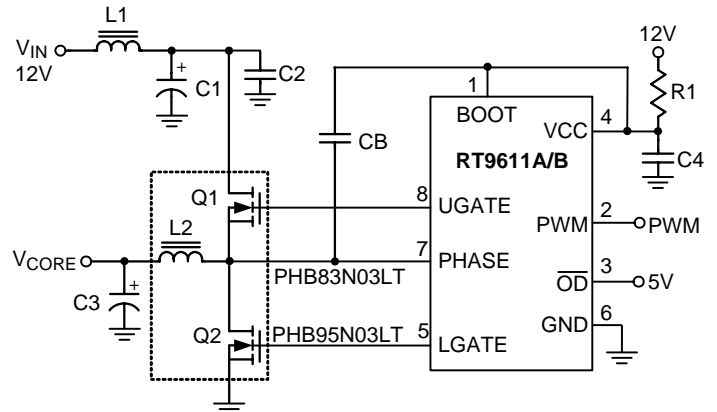 L1
VIN
12V
C1
C2
12V
R1
1
BOOT
4
VCC
CB
RT9611A/B
C4
Q1
8
UGATE
L2
2
PWM
PWM
VCORE
7
PHASE
PHB83N03LT
3
OD
5V
C3
6
GND
Q2
PHB95N03LT
5
LGATE